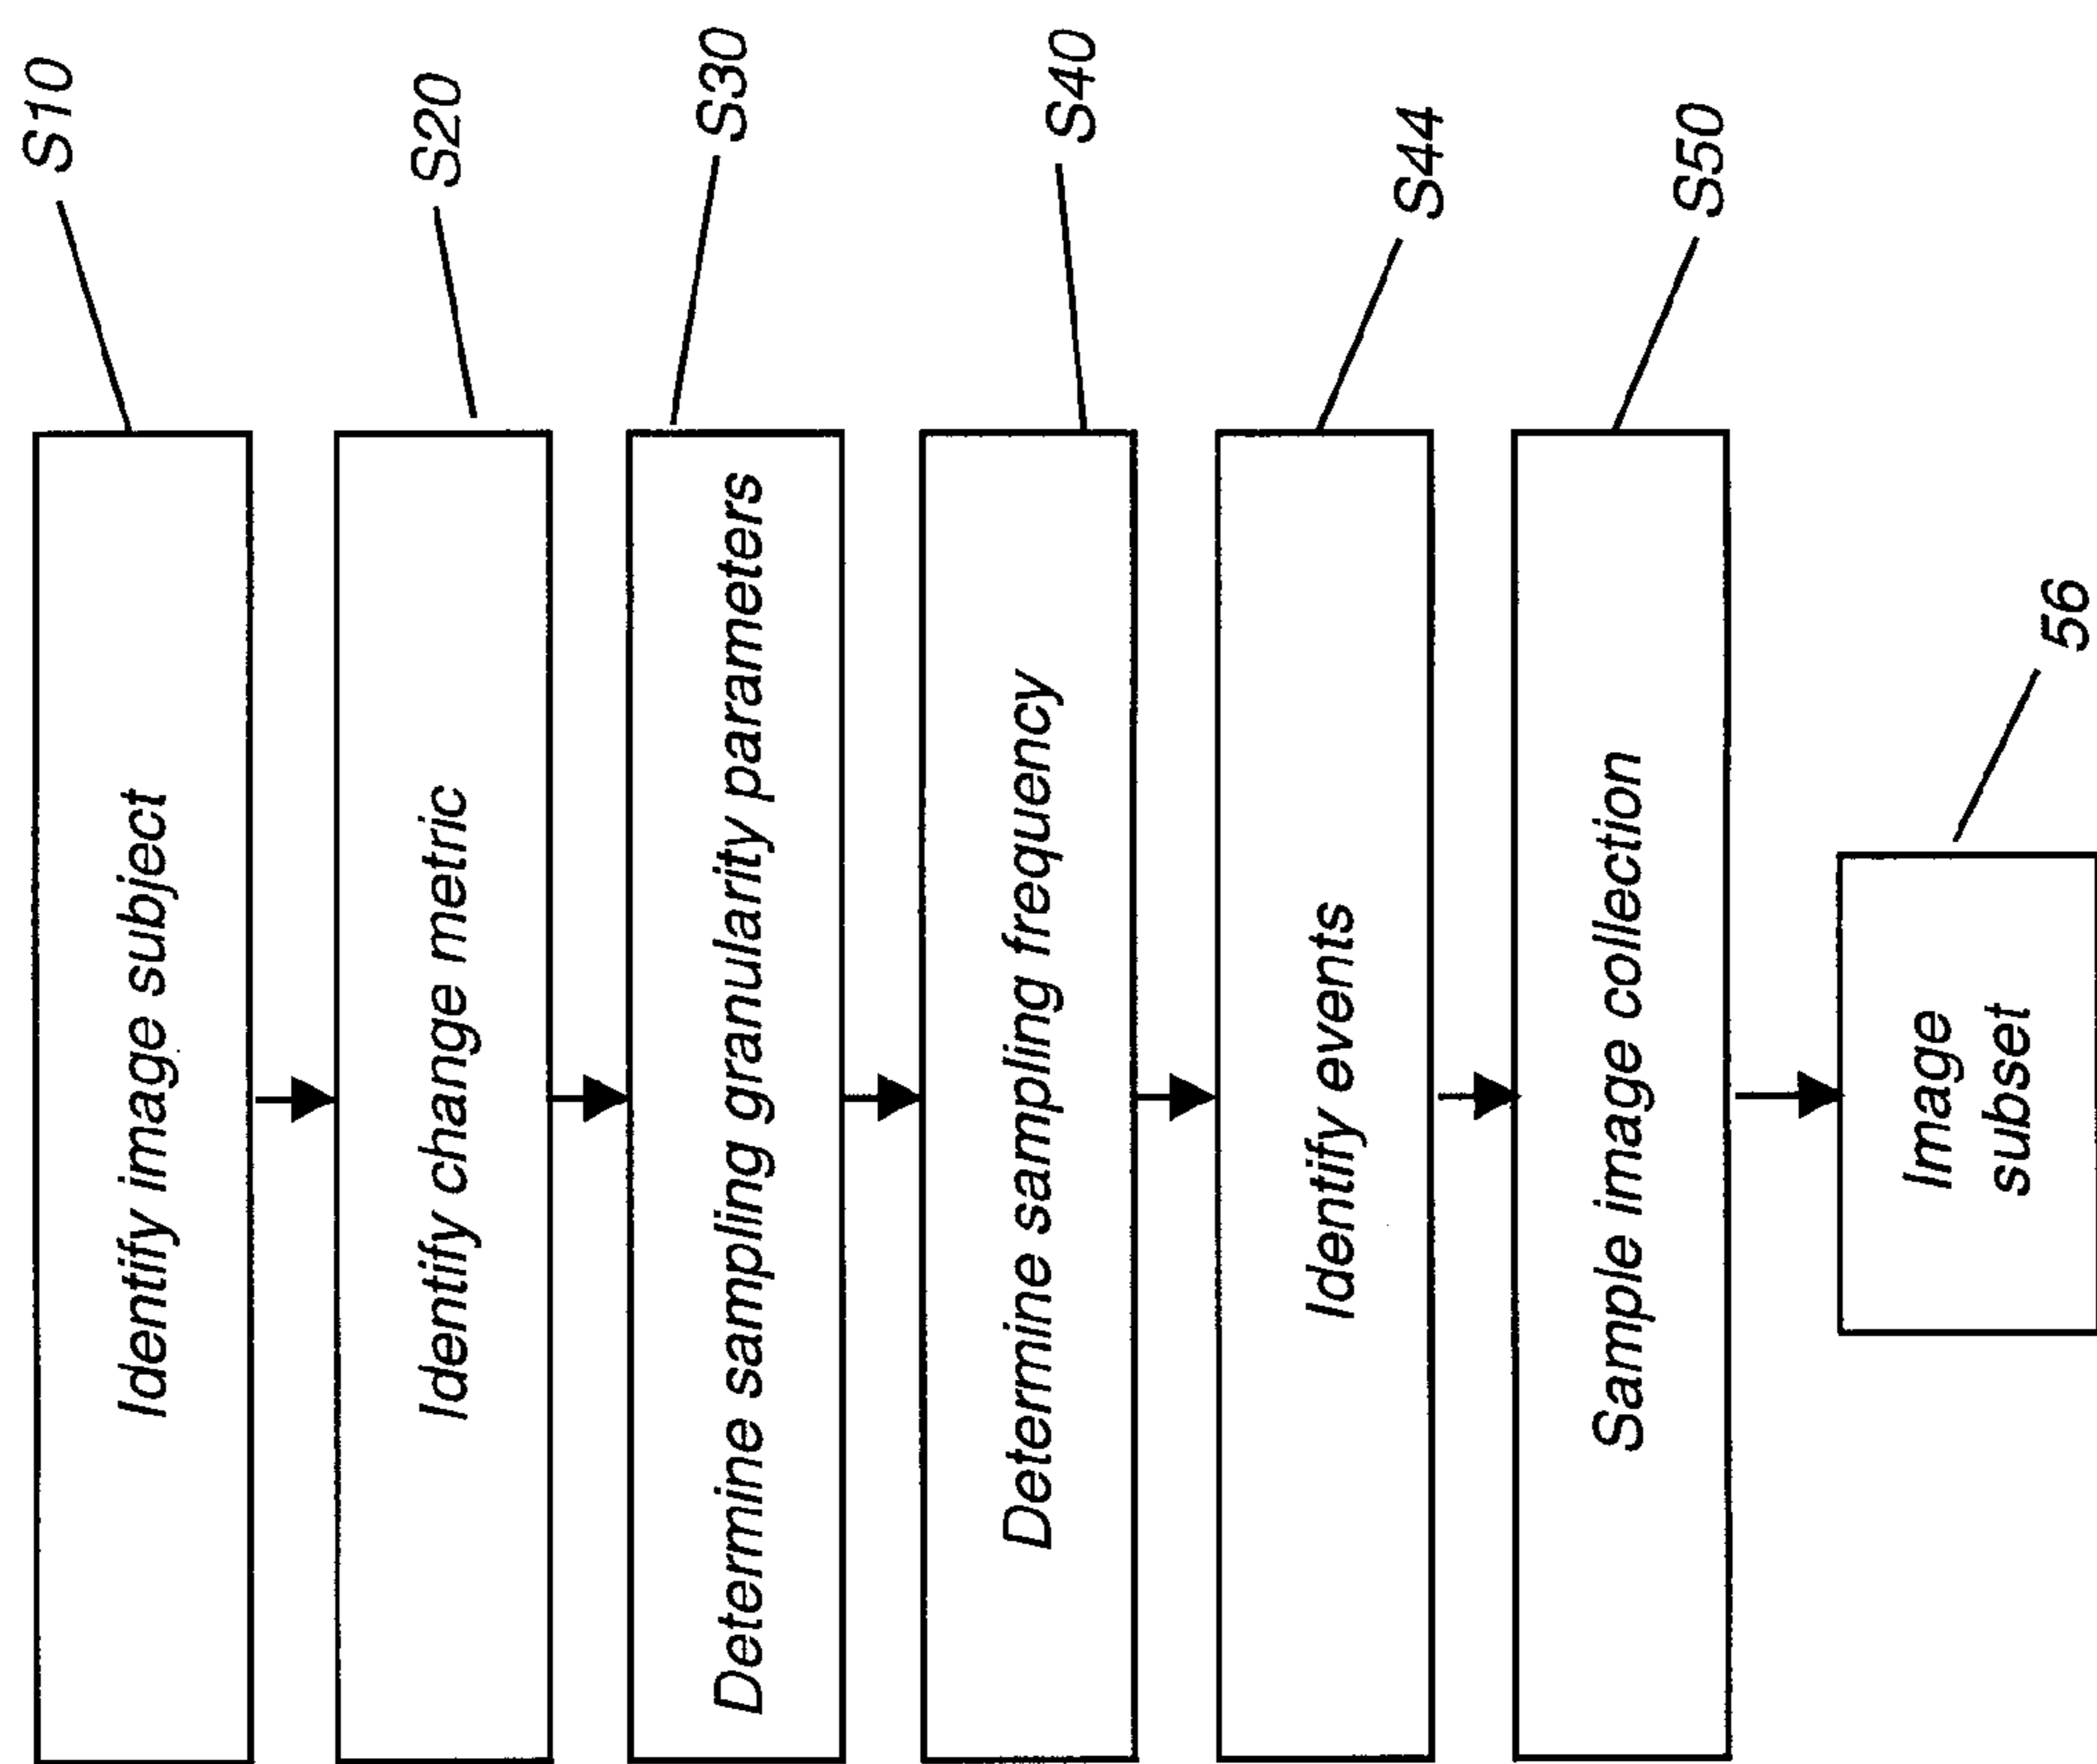 Identify image subject
S10
Identify change metric
S20
Determine sampling granularity parameters
S30
Determine sampling frequency
S40
Identify events
S44
Sample image collection
S50
Image
subset
56